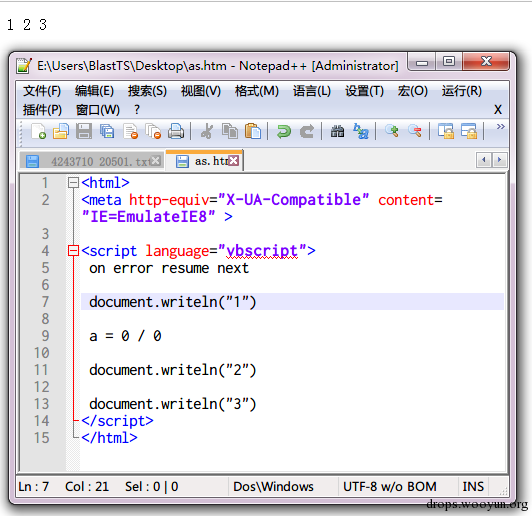 1 2 3
E:\Users\BlastTS\Desktop\as.htm - Notepad++ [Administrator]
文件(F) 编辑(E) 搜索(S) 视图(V) 格式(M) 语言(L) 设置(T) 宏(O) 运行(R)
插件(P) 窗口(W) ? X
4243710_20501.txt as.htm
1 <html>
2 <meta http-equiv="X-UA-Compatible" content=
"IE=EmulateIE8" >
3
4 <script language="vbscript">
5 on error resume next
6
7 document.writeln("1")
8
9 a = 0 / 0
10
11 document.writeln("2")
12
13 document.writeln("3")
14 </script>
15 </html>
Ln : 7 Col : 21 Sel : 0 | 0 Dos\Windows UTF-8 w/o BOM INS
drops.wooyun.org